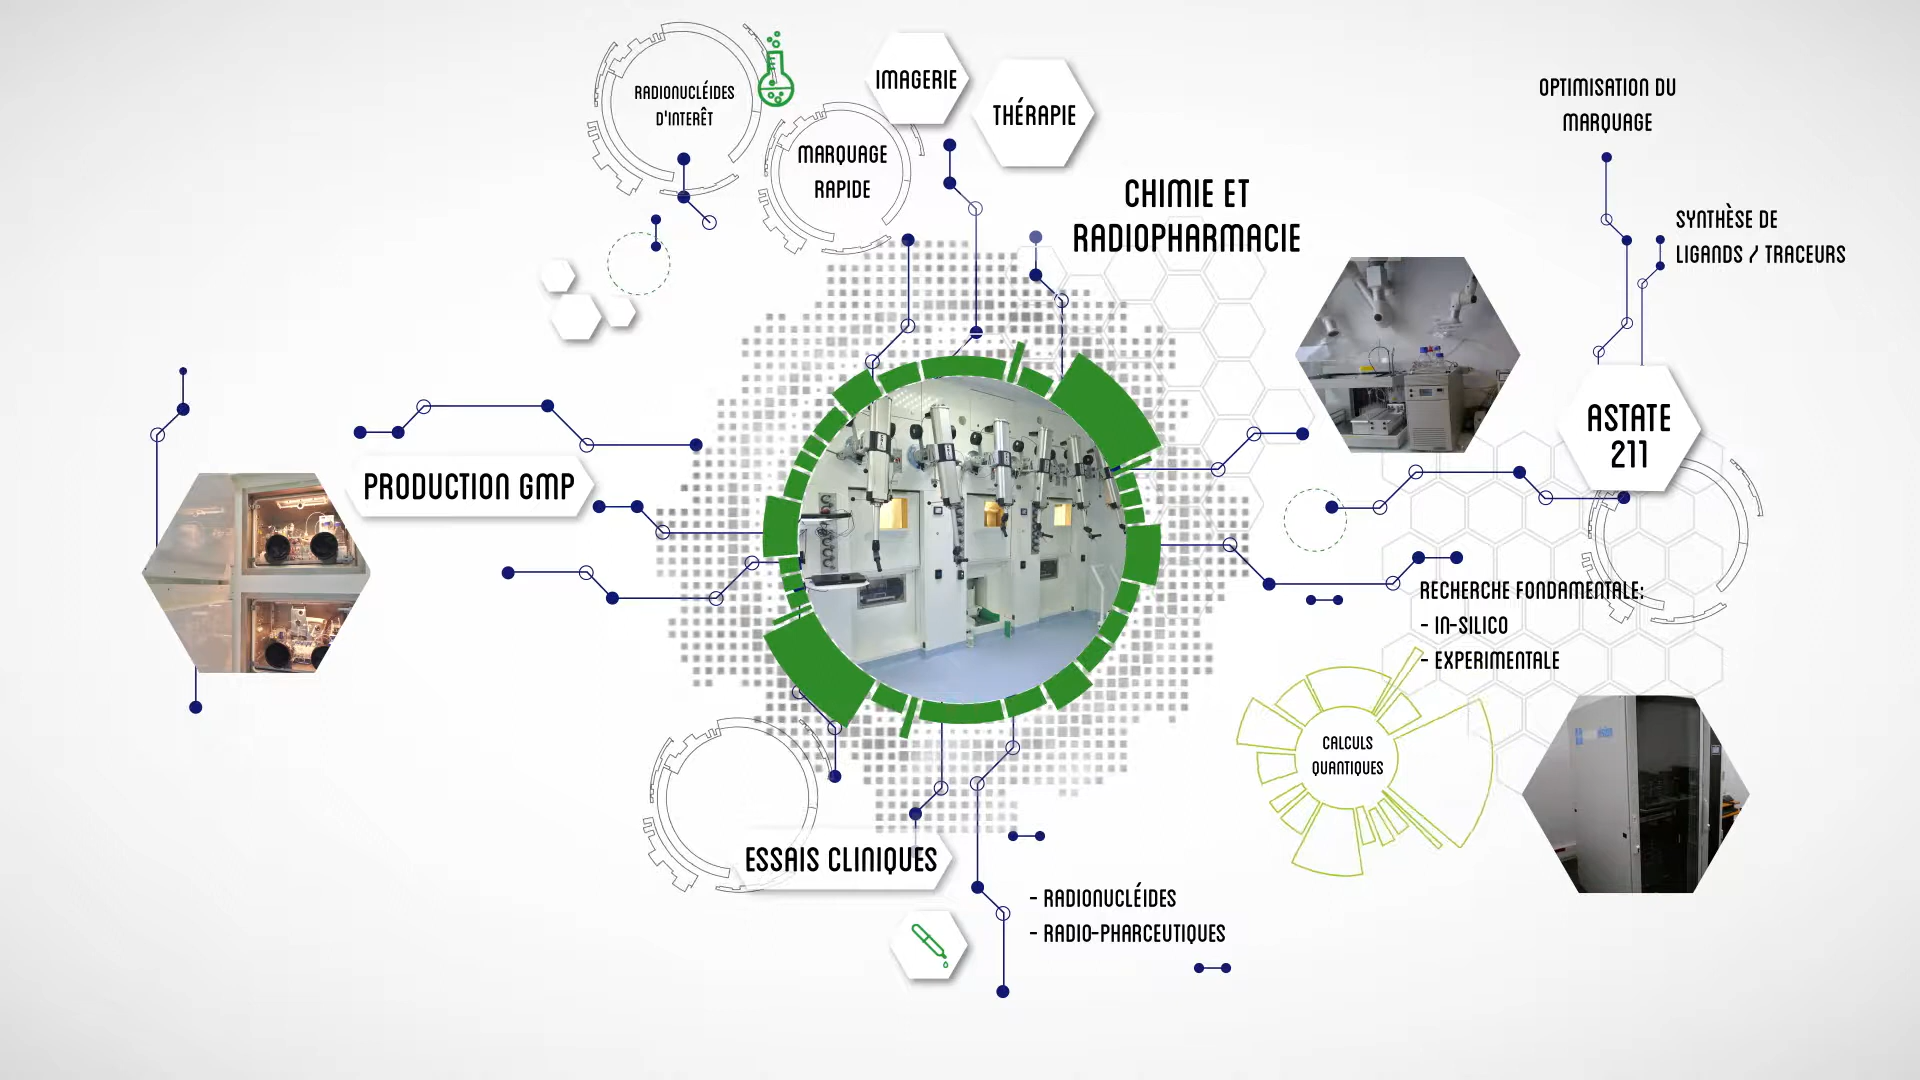 RADIONUCLÉIDES
D'INTERÊT
IMAGERIE
THÉRAPIE
MARQUAGE
RAPIDE
CHIMIE ET
RADIOPHARMACIE
OPTIMISATION DU
MARQUAGE
SYNTHÈSE DE
LIGANDS / TRACEURS
ASTATE
211
PRODUCTION GMP
RECHERCHE FONDAMENTALE:
- IN-SILICO
- EXPERIMENTALE
CALCULS
QUANTIQUES
ESSAIS CLINIQUES
- RADIONUCLÉIDES
- RADIO-PHARCEUTIQUES